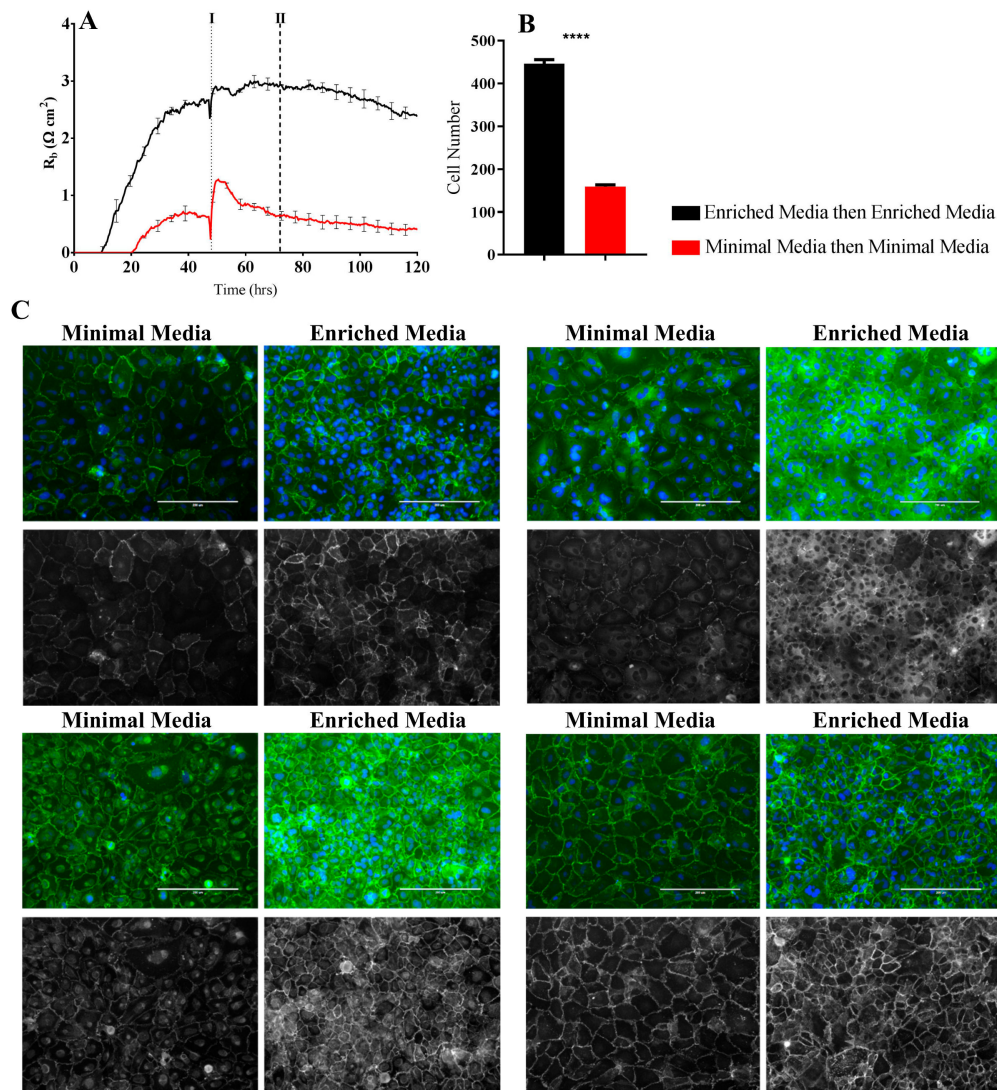 A
I
II
R_b (Ω cm²)
4
3
2
1
0
0 20 40 60 80 100 120
Time (hrs)
B
****
Cell Number
500
400
300
200
100
0
Enriched Media then Enriched Media
Minimal Media then Minimal Media
C
Minimal Media Enriched Media Minimal Media Enriched Media
Minimal Media Enriched Media Minimal Media Enriched Media